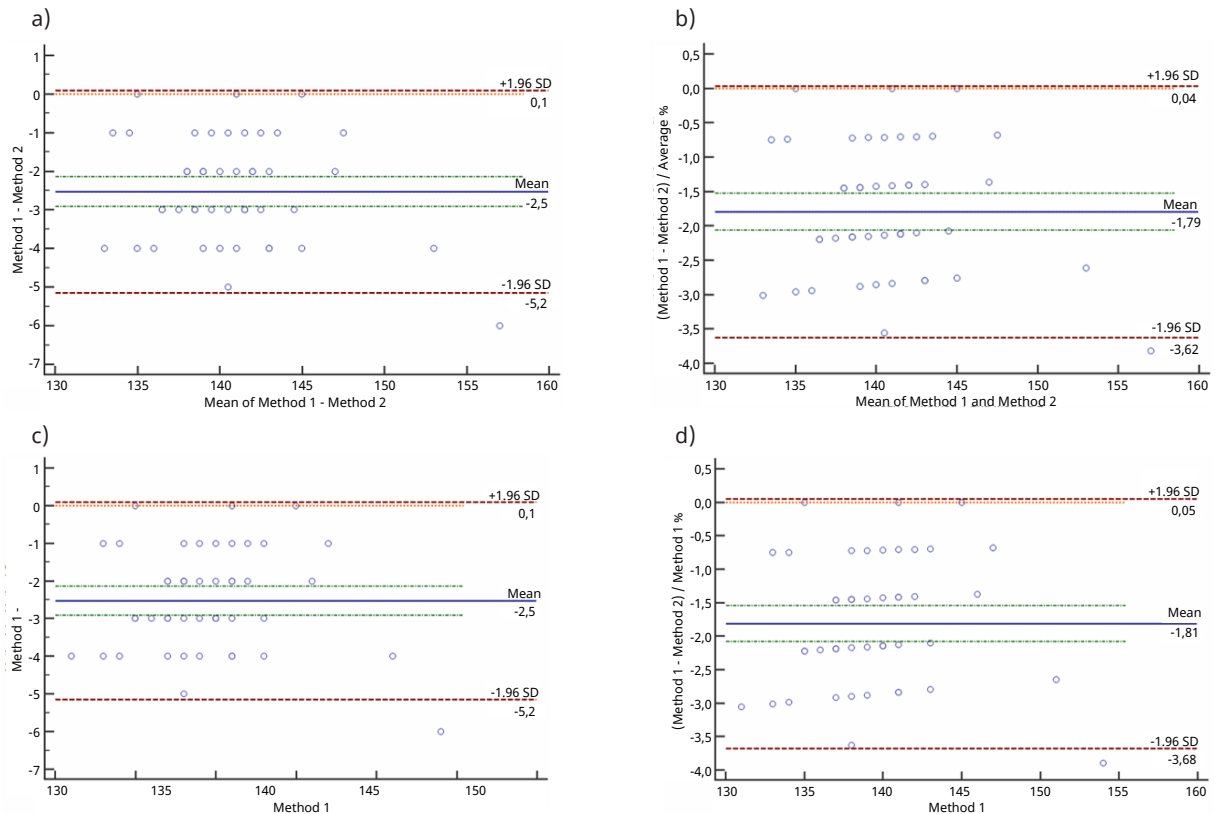 a)
1
+1.96 SD
0
0,1
-1
-2
Mean
-2,5
-3
-4
-1.96 SD
-5
-5,2
-6
-7
130 135 140 145 150 155 160
Mean of Method 1 - Method 2
Method 1 - Method 2
b)
0,5
+1.96 SD
0,0
0,04
-0,5
-1,0
-1,5
Mean
-1,79
-2,0
-2,5
-3,0
-1.96 SD
-3,5
-3,62
-4,0
130 135 140 145 150 155 160
Mean of Method 1 and Method 2
(Method 1 - Method 2) / Average %
c)
1
+1.96 SD
0
0,1
-1
-2
Mean
-2,5
-3
-4
-1.96 SD
-5
-5,2
-6
-7
130 135 140 145 150
Method 1
Method 1 -
d)
0,5
+1.96 SD
0,0
0,05
-0,5
-1,0
-1,5
Mean
-1,81
-2,0
-2,5
-3,0
-1.96 SD
-3,5
-3,68
-4,0
130 135 140 145 150 155 160
Method 1
(Method 1 - Method 2) / Method 1 %